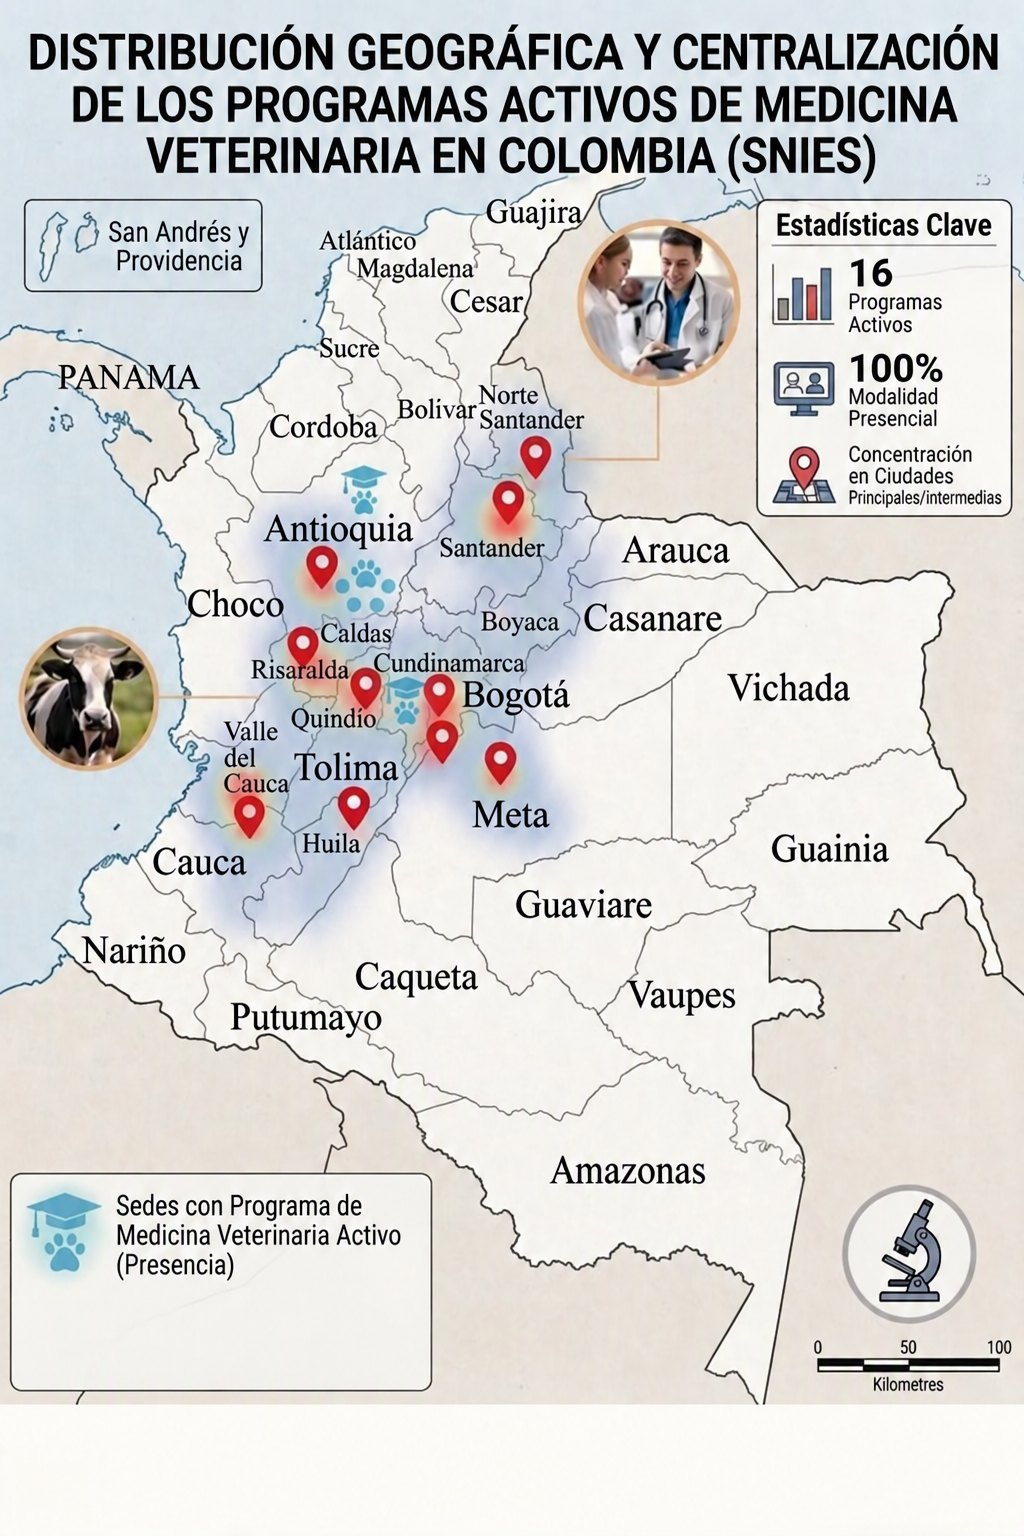 DISTRIBUCIÓN GEOGRÁFICA Y CENTRALIZACIÓN
DE LOS PROGRAMAS ACTIVOS DE MEDICINA
VETERINARIA EN COLOMBIA (SNIES)
San Andrés y
Providencia
Guajira
Atlántico
Magdalena
Cesar
Sucre
PANAMA
Bolívar
Norte
Santander
Cordoba
Estadísticas Clave
16
Programas
Activos
100%
Modalidad
Presencial
Concentración
en Ciudades
Principales/intermedias
Antioquia
Santander
Arauca
Choco
Caldas
Boyaca
Casanare
Risaralda
Cundinamarca
Bogotá
Vichada
Quindío
Valle
del
Cauca
Tolima
Meta
Huila
Cauca
Guainia
Guaviare
Nariño
Caqueta
Vaupes
Putumayo
Amazonas
Sedes con Programa de
Medicina Veterinaria Activo
(Presencia)
0 50 100
Kilometres